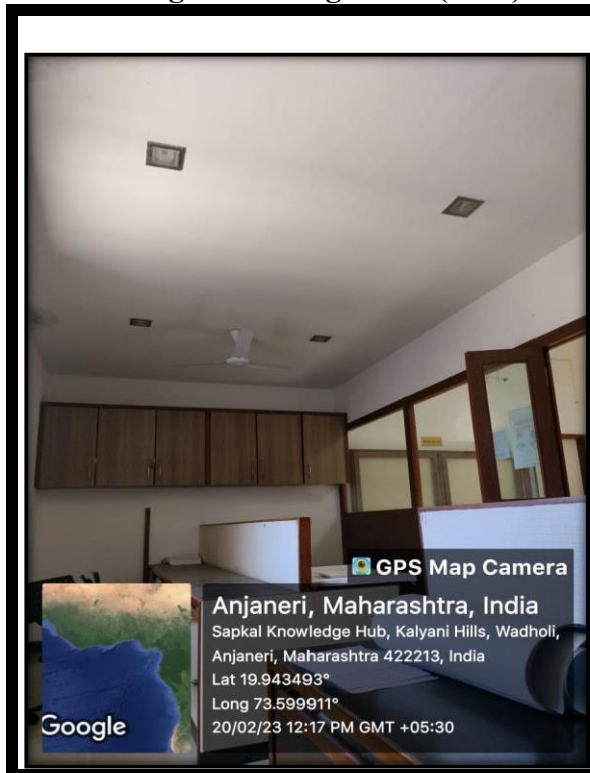 GPS Map Camera
Anjaneri, Maharashtra, India
Sapkal Knowledge Hub, Kalyani Hills, Wadholi,
Anjaneri, Maharashtra 422213, India
Lat 19.943493°
Long 73.599911°
20/02/23 12:17 PM GMT +05:30
Google